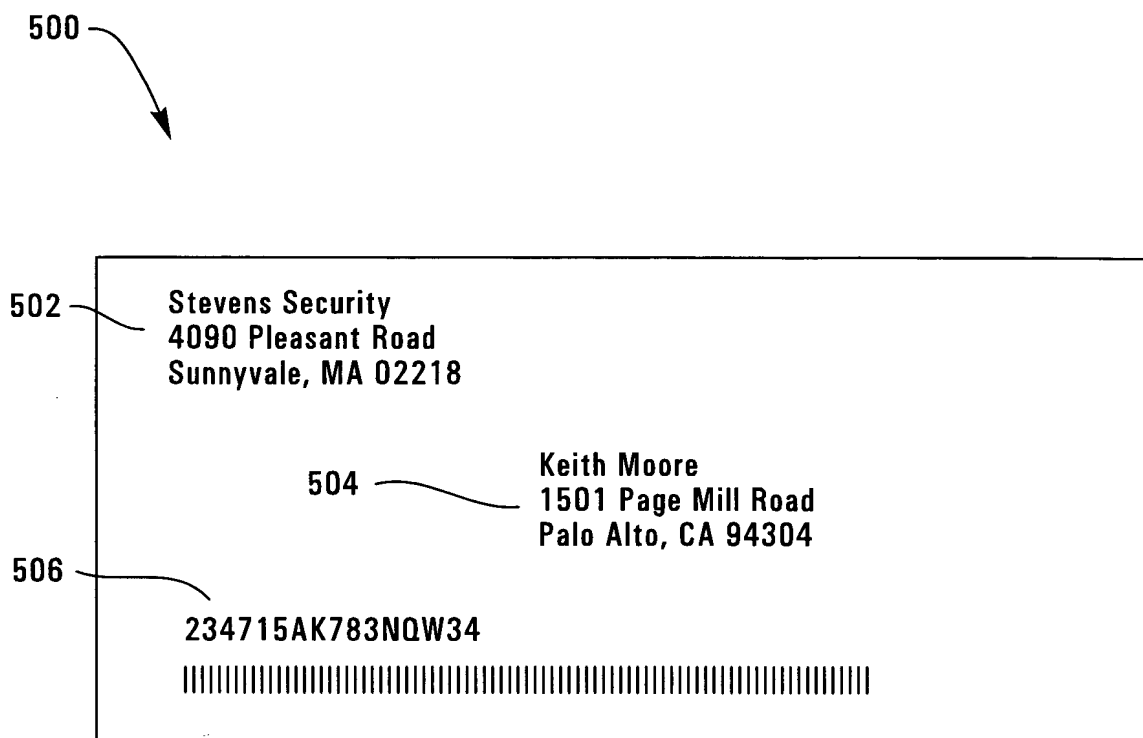 500
502
Stevens Security
4090 Pleasant Road
Sunnyvale, MA 02218
504
Keith Moore
1501 Page Mill Road
Palo Alto, CA 94304
506
234715AK783NQW34